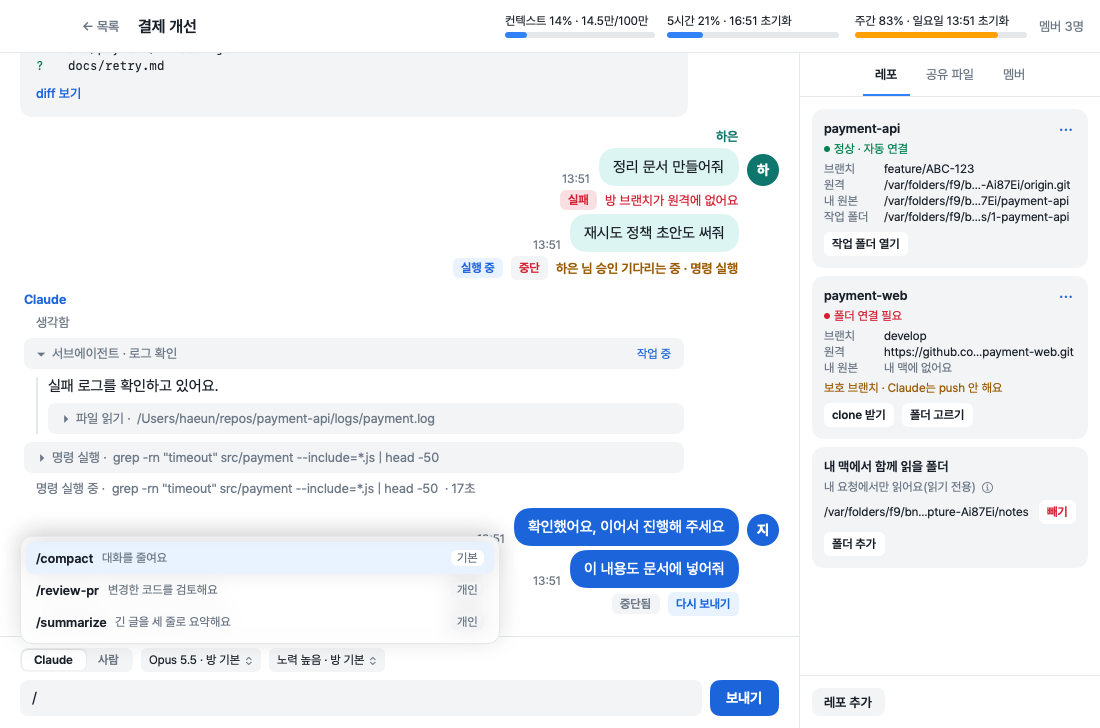 ← 목록
결제 개선
컨텍스트 14% · 14.5만/100만
5시간 21% · 16:51 초기화
주간 83% · 일요일 13:51 초기화
멤버 3명
? docs/retry.md
diff 보기
하은
정리 문서 만들어줘
하
13:51
실패 방 브랜치가 원격에 없어요
재시도 정책 초안도 써줘
13:51
실행 중 중단 하은 님 승인 기다리는 중 · 명령 실행
Claude
생각함
서브에이전트 · 로그 확인 작업 중
실패 로그를 확인하고 있어요.
파일 읽기 · /Users/haeun/repos/payment-api/logs/payment.log
명령 실행 · grep -rn "timeout" src/payment --include=*.js | head -50
명령 실행 중 · grep -rn "timeout" src/payment --include=*.js | head -50 · 17초
확인했어요, 이어서 진행해 주세요
지
이 내용도 문서에 넣어줘
13:51
중단됨 다시 보내기
/compact 대화를 줄여요 기본
/review-pr 변경한 코드를 검토해요 개인
/summarize 긴 글을 세 줄로 요약해요 개인
Claude 사람 Opus 5.5 · 방 기본 노력 높음 · 방 기본
/
보내기
레포 공유 파일 멤버
payment-api ...
정상 · 자동 연결
브랜치 feature/ABC-123
원격 /var/folders/f9/b...-Ai87Ei/origin.git
내 원본 /var/folders/f9/b...7Ei/payment-api
작업 폴더 /var/folders/f9/b...s/1-payment-api
작업 폴더 열기
payment-web ...
폴더 연결 필요
브랜치 develop
원격 https://github.co...payment-web.git
내 원본 내 맥에 없어요
보호 브랜치 · Claude는 push 안 해요
clone 받기 폴더 고르기
내 맥에서 함께 읽을 폴더
내 요청에서만 읽어요(읽기 전용)
/var/folders/f9/bn...pture-Ai87Ei/notes 빼기
폴더 추가
레포 추가